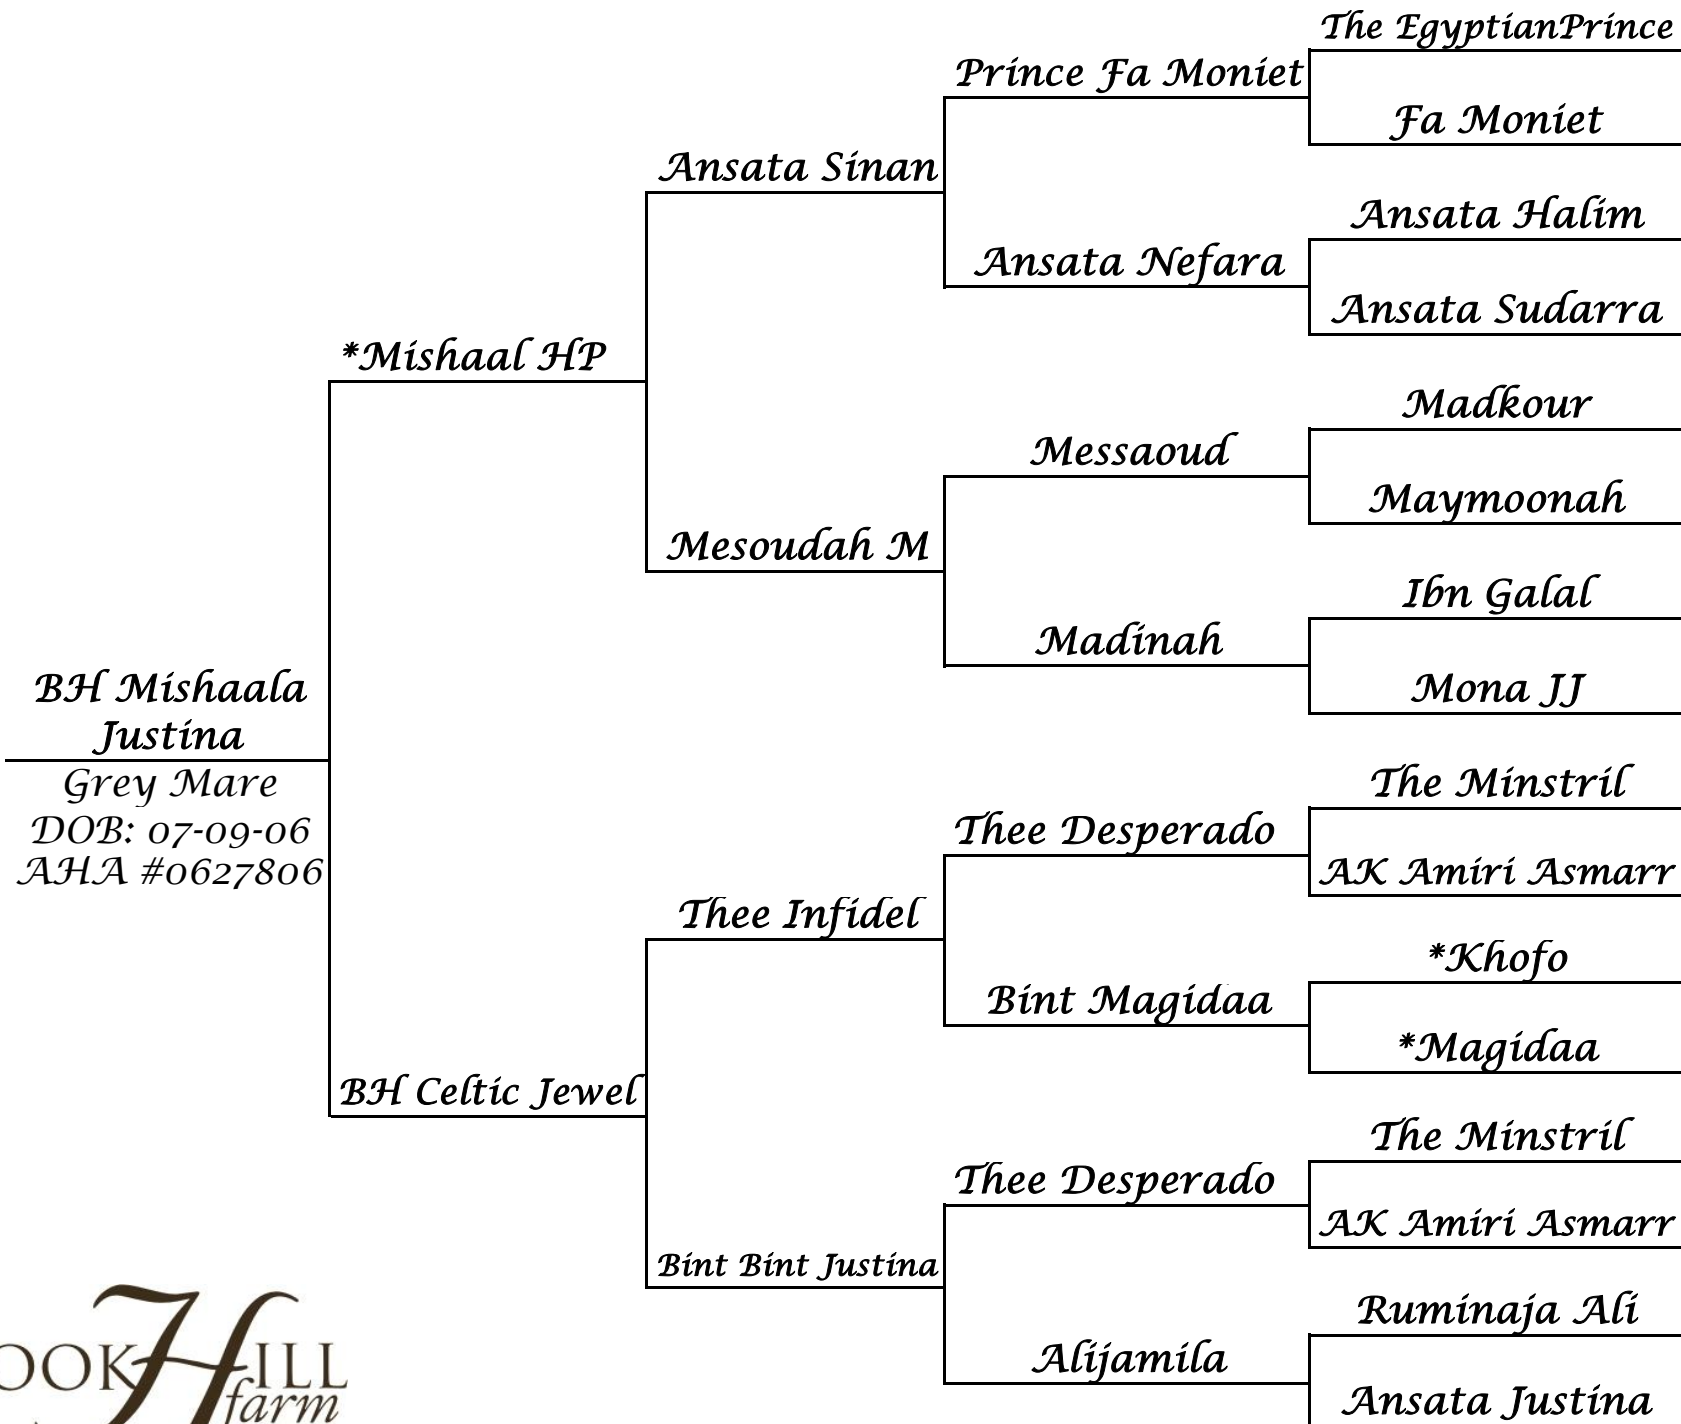 The EgyptianPrince
Prince Fa Moniet
Fa Moniet
Ansata Sinan
Ansata Halim
Ansata Nefara
Ansata Sudarra
*Mishaal HP
Madkour
Messaoud
Maymoonah
Mesoudah M
Ibn Galal
Madinah
Mona JJ
BH Mishaala
Justina
Grey Mare
DOB: 07-09-06
AHA #0627806
The Minstril
Thee Desperado
AK Amiri Asmarr
Thee Infidel
*Khofo
Bint Magidaa
*Magidaa
BH Celtic Jewel
The Minstril
Thee Desperado
AK Amiri Asmarr
Bint Bint Justina
Ruminaja Ali
Alijamila
Ansata Justina
OOK HILL
farm